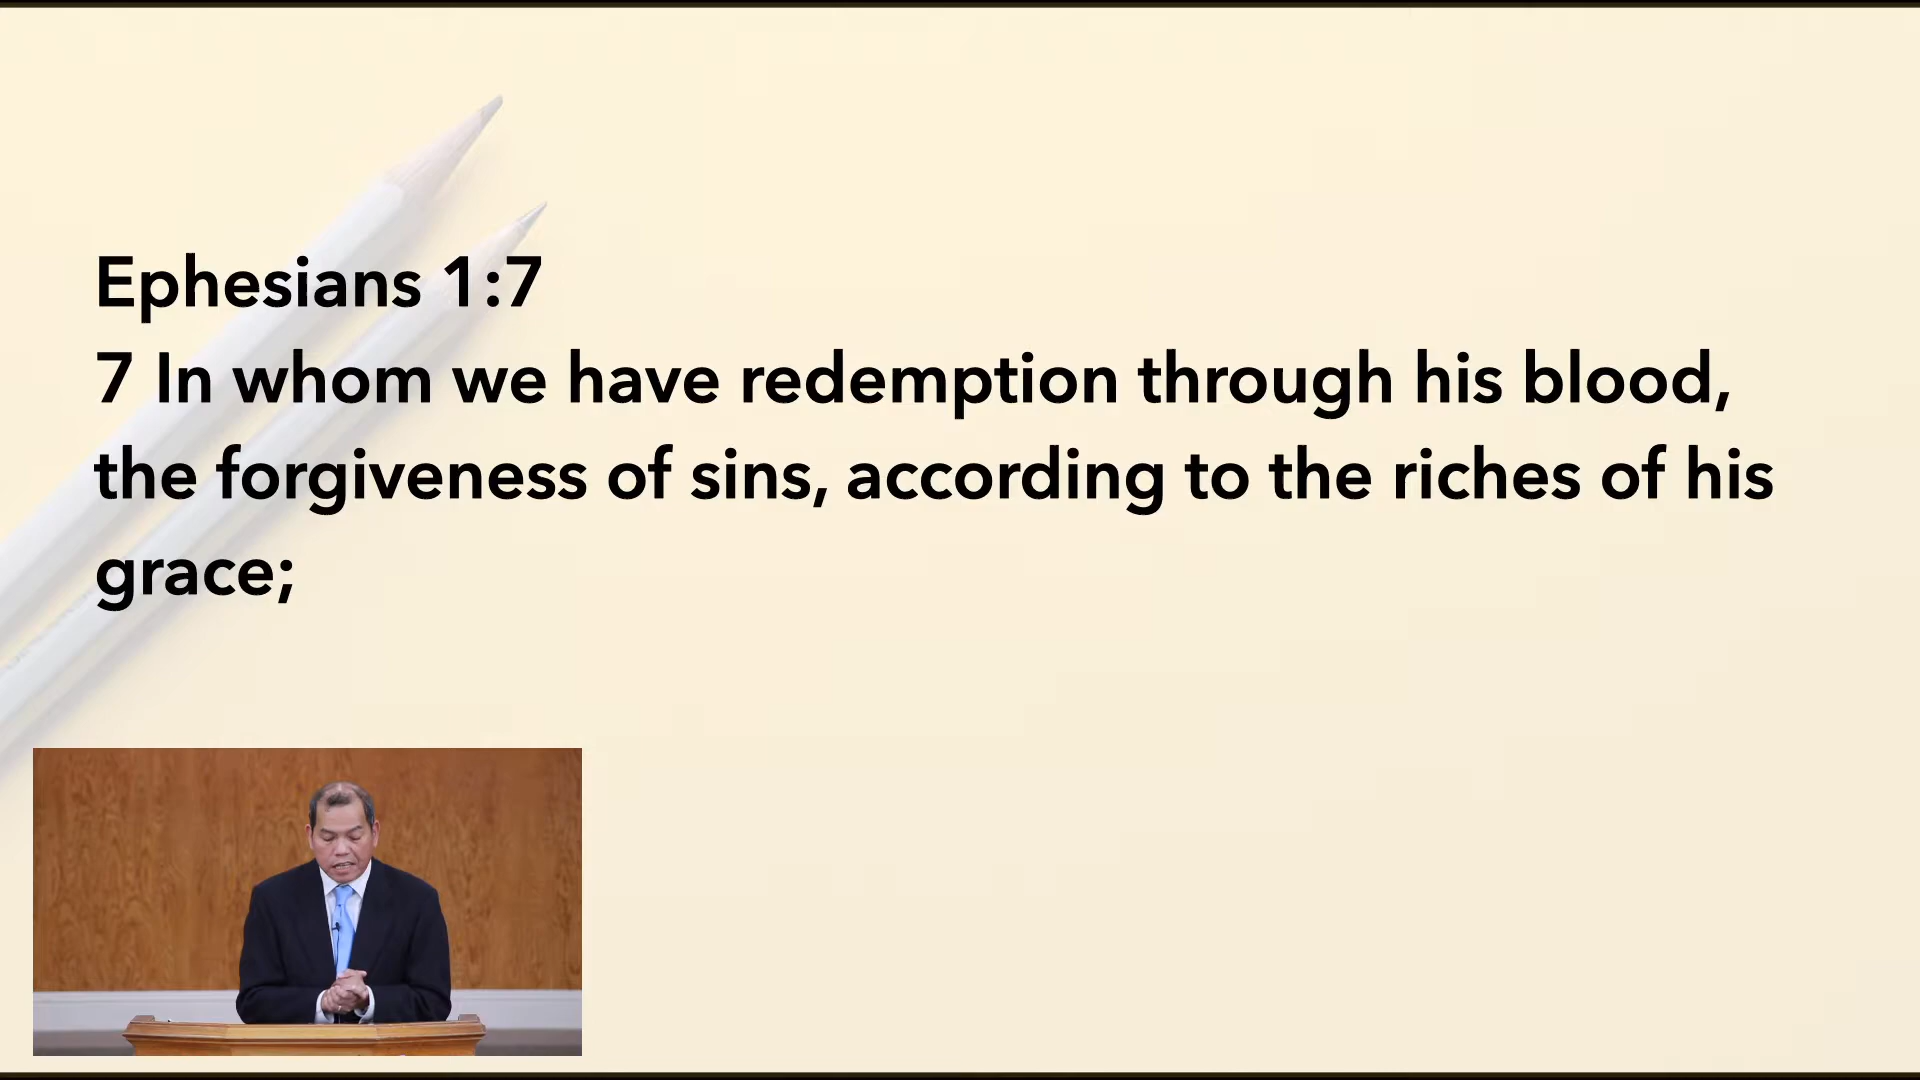 Ephesians 1:7
7 In whom we have redemption through his blood,
the forgiveness of sins, according to the riches of his
grace;